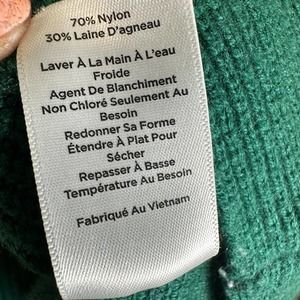 70% Nylon
30% Laine D'agneau
Laver À La Main À L'eau
Froide
Agent De Blanchiment
Non Chloré Seulement Au
Besoin
Redonner Sa Forme
Étendre À Plat Pour
Sécher
Repasser À Basse
Température Au Besoin
Fabriqué Au Vietnam